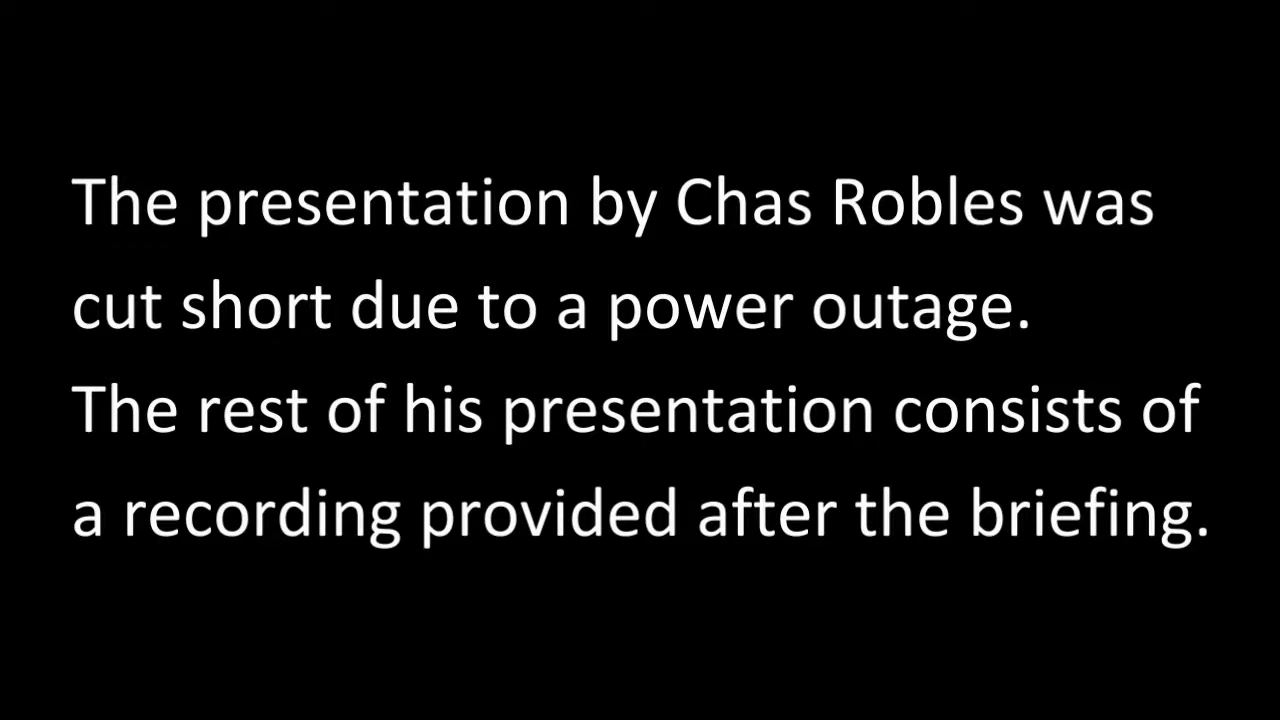 The presentation by Chas Robles was
cut short due to a power outage.
The rest of his presentation consists of
a recording provided after the briefing.